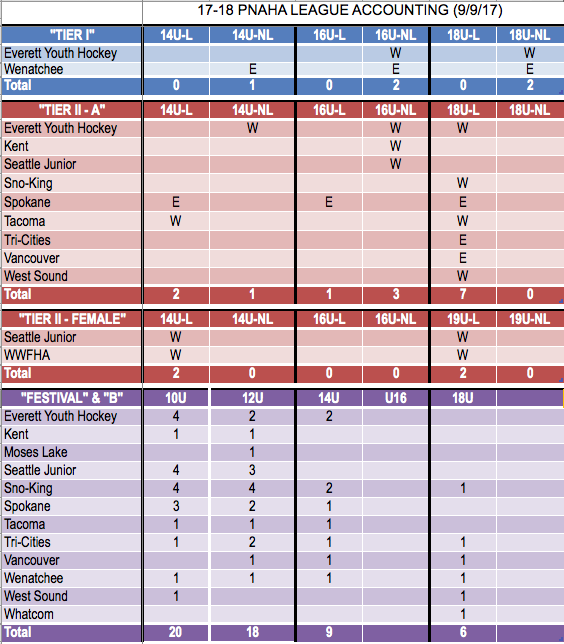 17-18 PNAHA LEAGUE ACCOUNTING (9/9/17)
"TIER I" 14U-L 14U-NL 16U-L 16U-NL 18U-L 18U-NL
Everett Youth Hockey W W
Wenatchee E E E
Total 0 1 0 2 0 2
"TIER II - A" 14U-L 14U-NL 16U-L 16U-NL 18U-L 18U-NL
Everett Youth Hockey W W W
Kent W
Seattle Junior W
Sno-King W
Spokane E E E
Tacoma W W
Tri-Cities E
Vancouver E
West Sound W
Total 2 1 1 3 7 0
"TIER II - FEMALE" 14U-L 14U-NL 16U-L 16U-NL 19U-L 19U-NL
Seattle Junior W W
WWFHA W W
Total 2 0 0 0 2 0
"FESTIVAL" & "B" 10U 12U 14U U16 18U
Everett Youth Hockey 4 2 2
Kent 1 1
Moses Lake 1
Seattle Junior 4 3
Sno-King 4 4 2 1
Spokane 3 2 1
Tacoma 1 1 1
Tri-Cities 1 2 1 1
Vancouver 1 1 1
Wenatchee 1 1 1 1
West Sound 1 1
Whatcom 1
Total 20 18 9 6